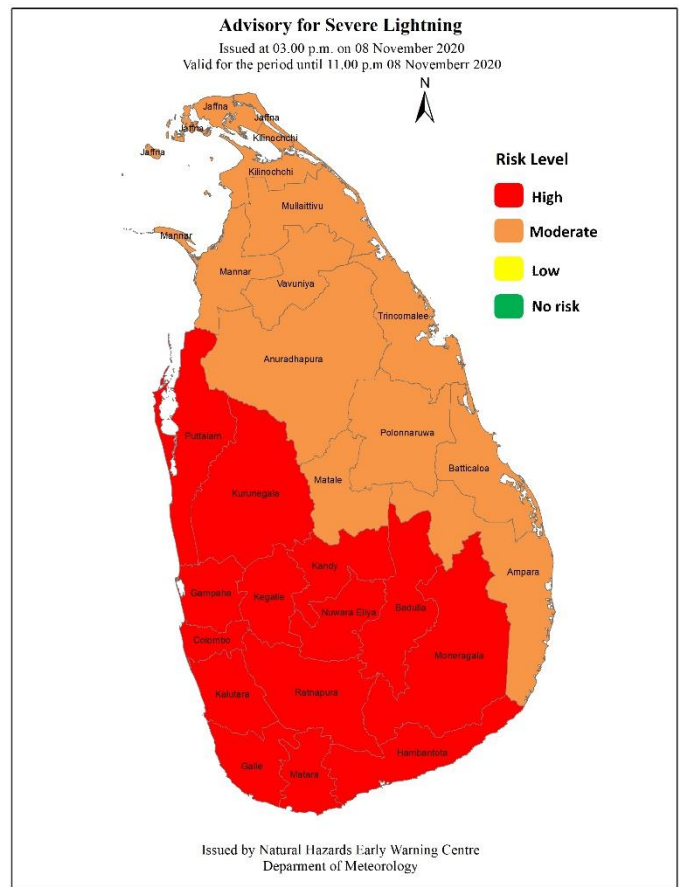 Advisory for Severe Lightning
Issued at 03.00 p.m. on 08 November 2020
Valid for the period until 11.00 p.m 08 Novemberr 2020
N
Jaffna
Jaffna
Jaffna
Kilinochchi
Jaffna
Risk Level
Kilinochchi
High
Mullaittivu
Moderate
Mannar
Low
Mannar
Vavuniya
No risk
Trincomalee
Anuradhapura
Polonnaruwa
Puttalam
Batticaloa
Matale
Kurunegale
Kandy
Ampara
Gampaha
Kegalle
Nuwara Eliya
Badulla
Colombo
Moneragala
Kalutara
Rathapura
Hambantota
Galle
Matara
Issued by Natural Hazards Early Warning Centre
Deparment of Meteorology